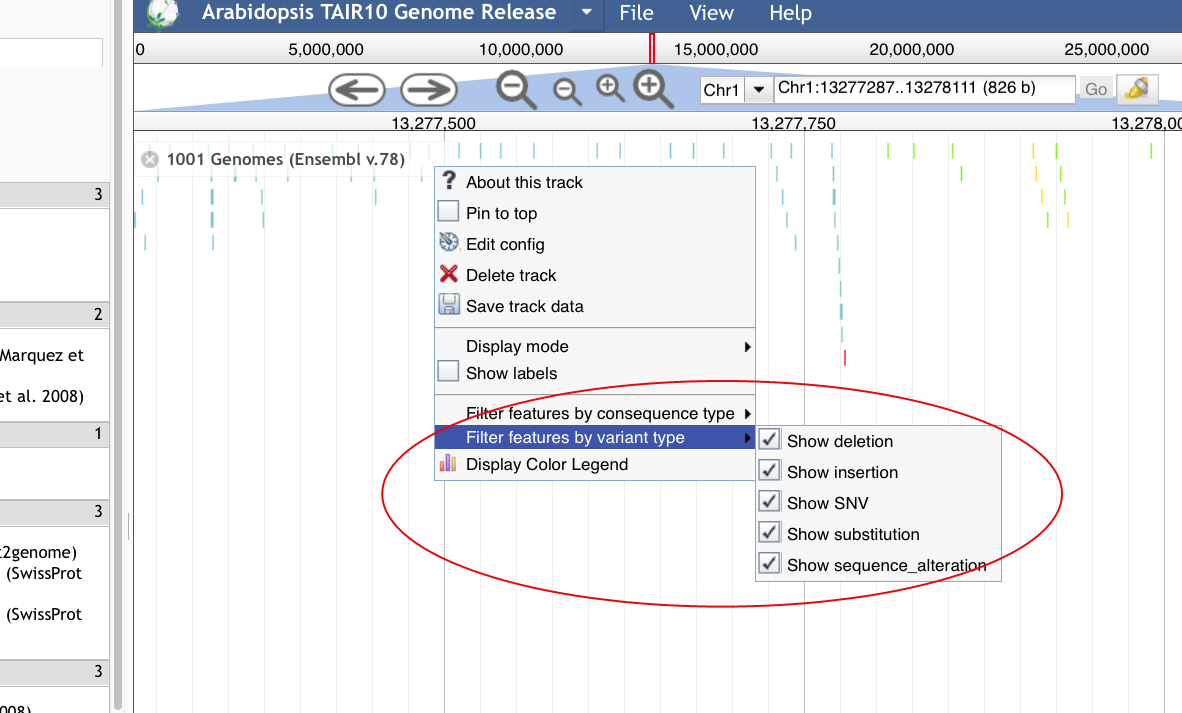 Arabidopsis TAIR10 Genome Release File View Help
0 5,000,000 10,000,000 15,000,000 20,000,000 25,000,000
Chr1 Chr1:13277287..13278111 (826 b) Go
13,277,500 13,277,750 13,278,00
1001 Genomes (Ensembl v.78)
? About this track
Pin to top
Edit config
Delete track
Save track data
Display mode
Show labels
Filter features by consequence type
Filter features by variant type
Display Color Legend
Show deletion
Show insertion
Show SNV
Show substitution
Show sequence_alteration
3
2
Marquez et
et al. 2008)
1
3
t2genome)
(SwissProt
(SwissProt
3
008)